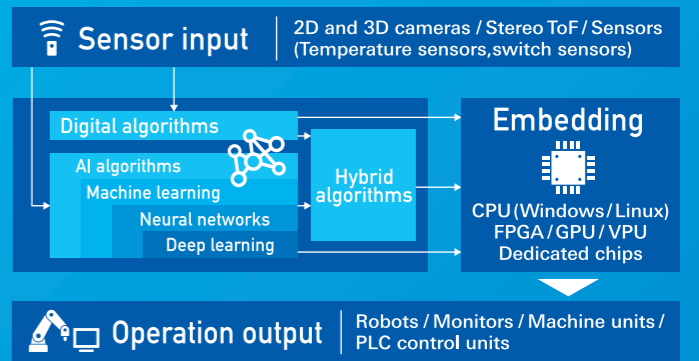 Sensor input
2D and 3D cameras / Stereo ToF / Sensors
(Temperature sensors,switch sensors)
Digital algorithms
AI algorithms
Machine learning
Neural networks
Deep learning
Hybrid
algorithms
Embedding
CPU (Windows / Linux)
FPGA / GPU / VPU
Dedicated chips
Operation output
Robots / Monitors / Machine units /
PLC control units